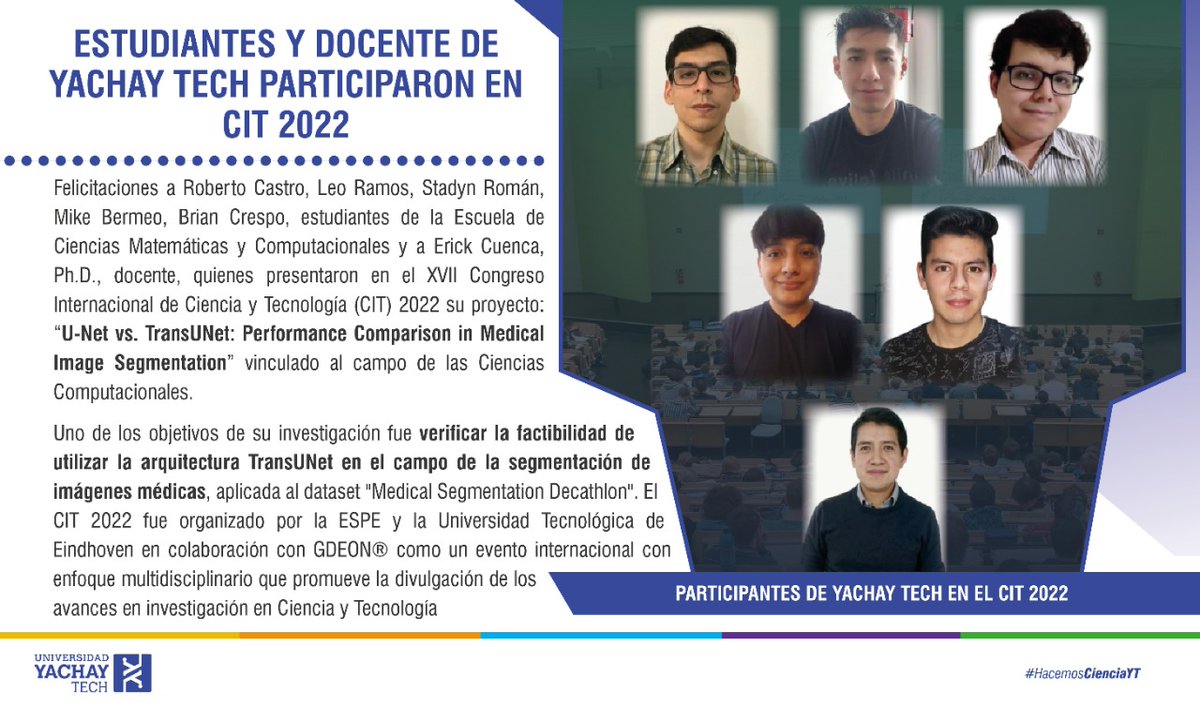 ESTUDIANTES Y DOCENTE DE
YACHAY TECH PARTICIPARON EN
CIT 2022
Felicitaciones a Roberto Castro, Leo Ramos, Stadyn Román,
Mike Bermeo, Brian Crespo, estudiantes de la Escuela de
Ciencias Matemáticas y Computacionales y a Erick Cuenca,
Ph.D., docente, quienes presentaron en el XVII Congreso
Internacional de Ciencia y Tecnología (CIT) 2022 su proyecto:
“U-Net vs. TransUNet: Performance Comparison in Medical
Image Segmentation” vinculado al campo de las Ciencias
Computacionales.
Uno de los objetivos de su investigación fue verificar la factibilidad de
utilizar la arquitectura TransUNet en el campo de la segmentación de
imágenes médicas, aplicada al dataset "Medical Segmentation Decathlon". El
CIT 2022 fue organizado por la ESPE y la Universidad Tecnológica de
Eindhoven en colaboración con GDEON® como un evento internacional con
enfoque multidisciplinario que promueve la divulgación de los
avances en investigación en Ciencia y Tecnología
PARTICIPANTES DE YACHAY TECH EN EL CIT 2022
UNIVERSIDAD
YACHAY
TECH
#HacemosCienciaYT